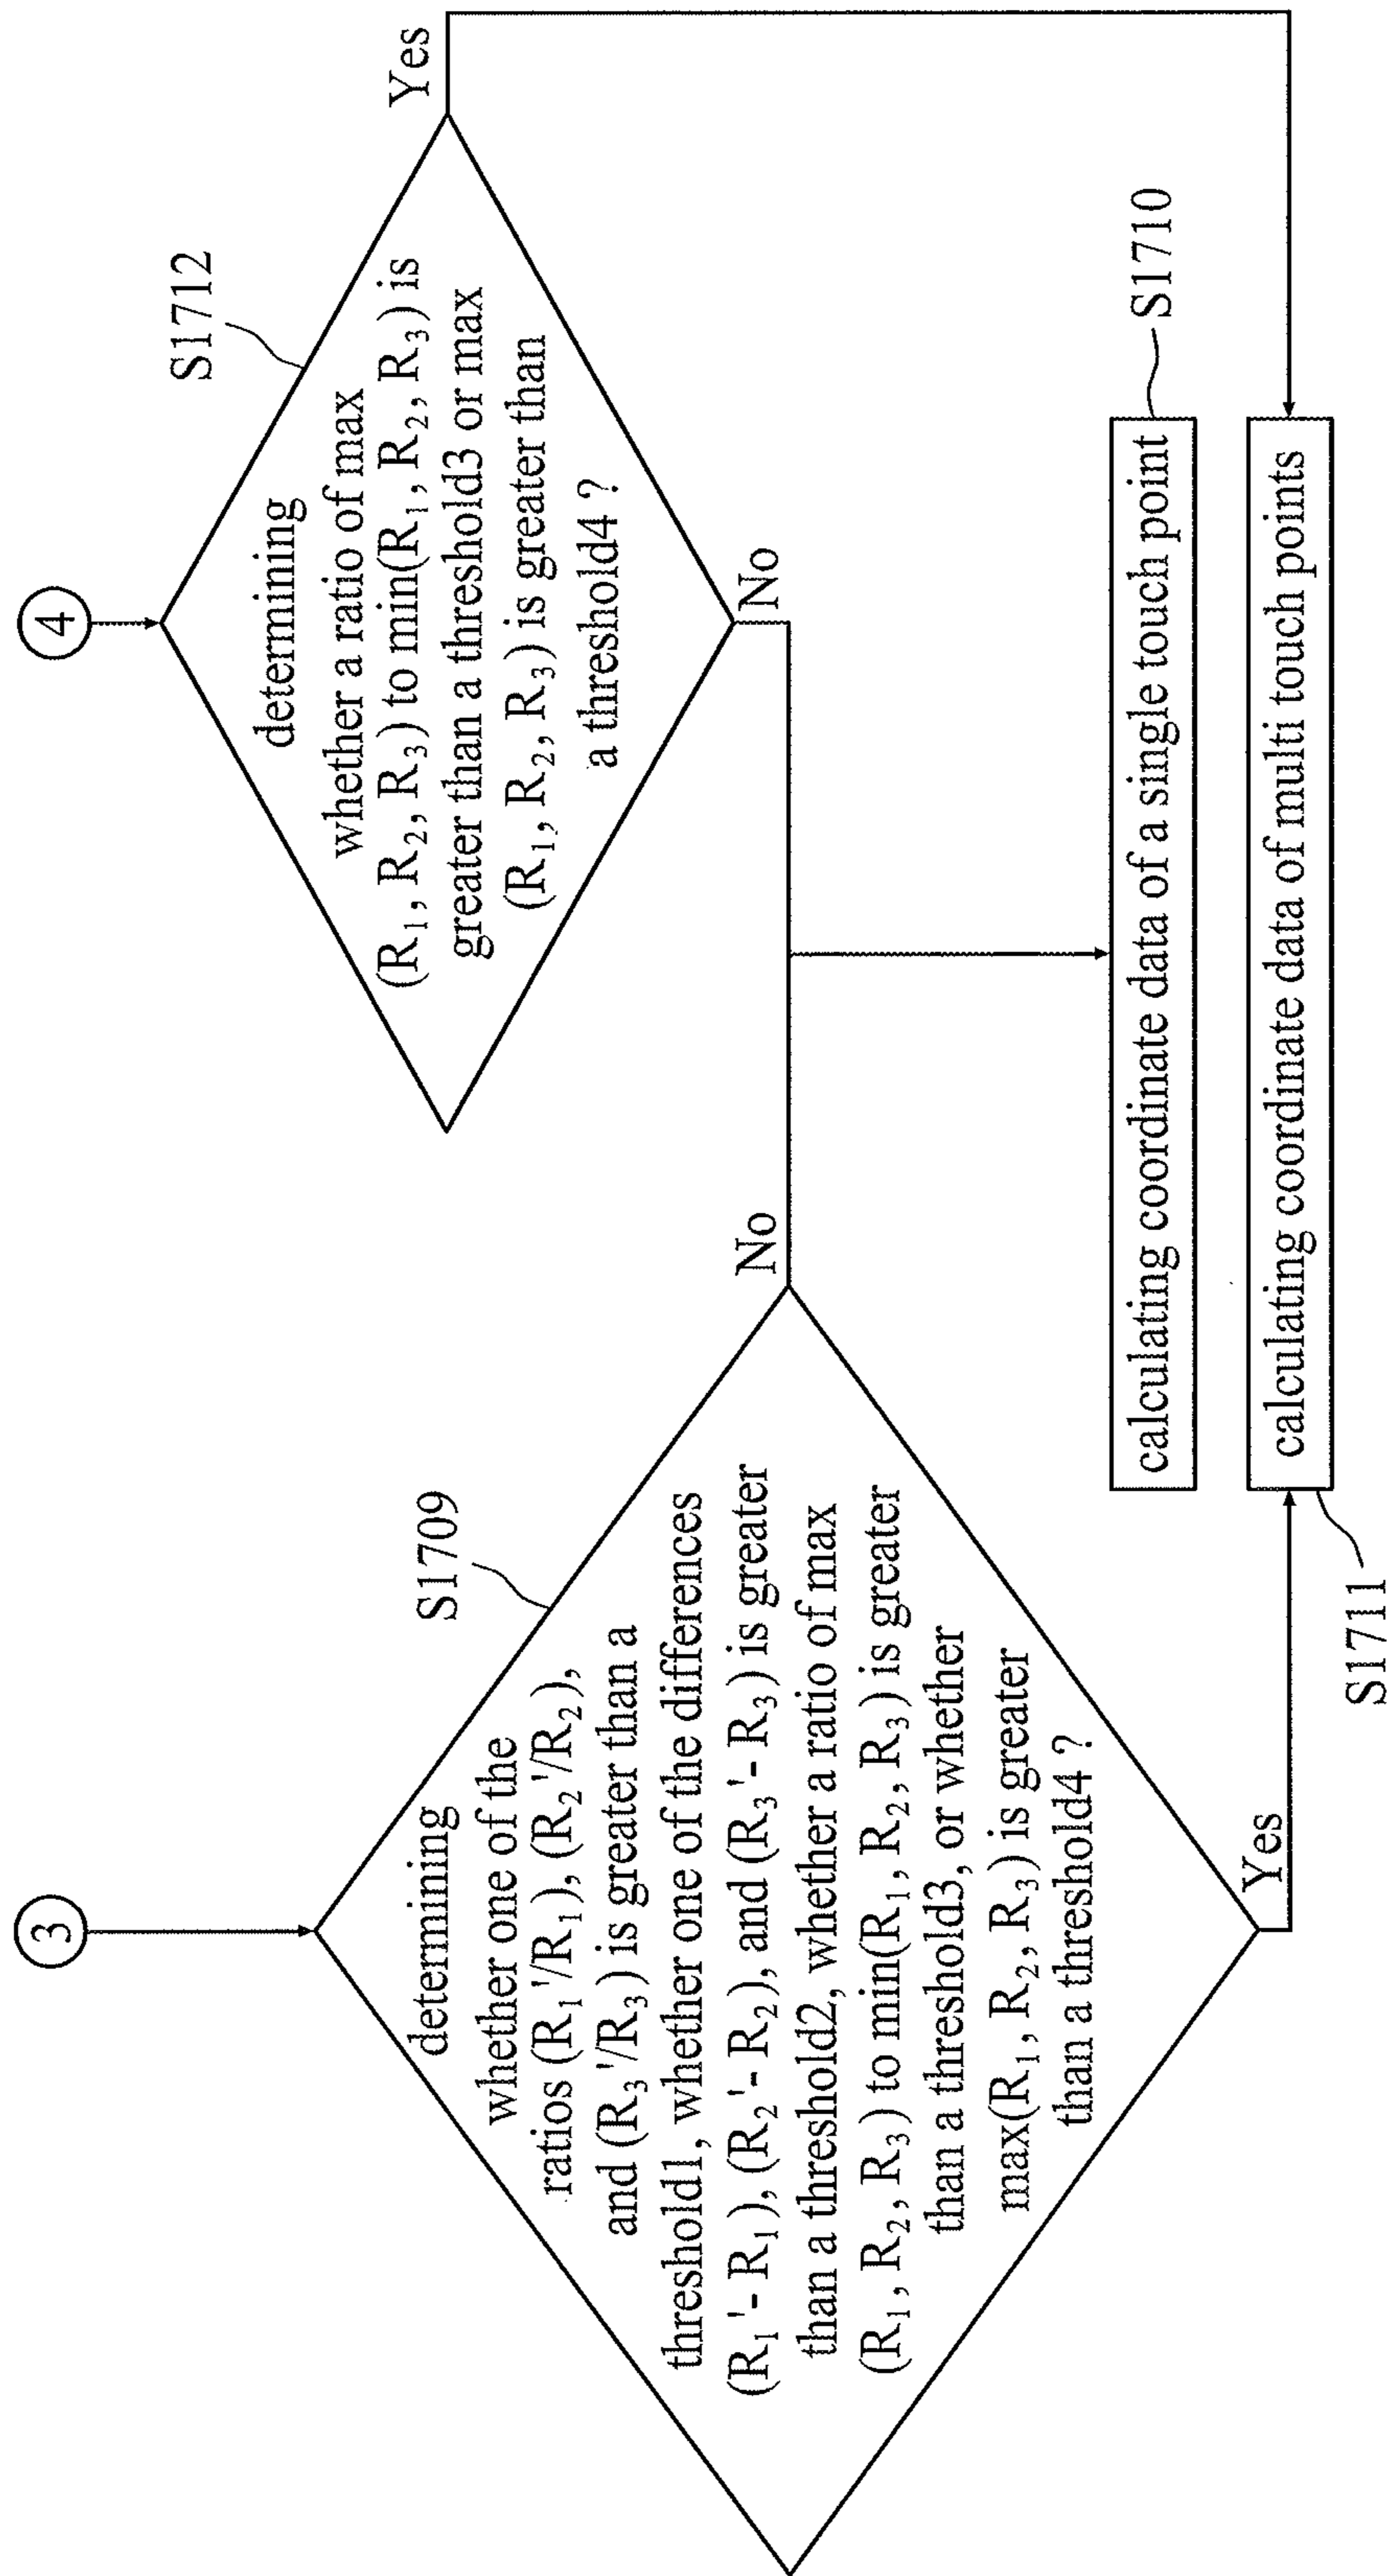 3
determining
whether one of the
ratios (R₁'/R₁), (R₂'/R₂),
and (R₃'/R₃) is greater than a
threshold1, whether one of the differences
(R₁'- R₁), (R₂'- R₂), and (R₃'- R₃) is greater
than a threshold2, whether a ratio of max
(R₁, R₂, R₃) to min(R₁, R₂, R₃) is greater
than a threshold3, or whether
max(R₁, R₂, R₃) is greater
than a threshold4 ?
S1709
No
Yes
4
determining
whether a ratio of max
(R₁, R₂, R₃) to min(R₁, R₂, R₃) is
greater than a threshold3 or max
(R₁, R₂, R₃) is greater than
a threshold4 ?
S1712
Yes
No
calculating coordinate data of a single touch point
S1710
calculating coordinate data of multi touch points
S1711